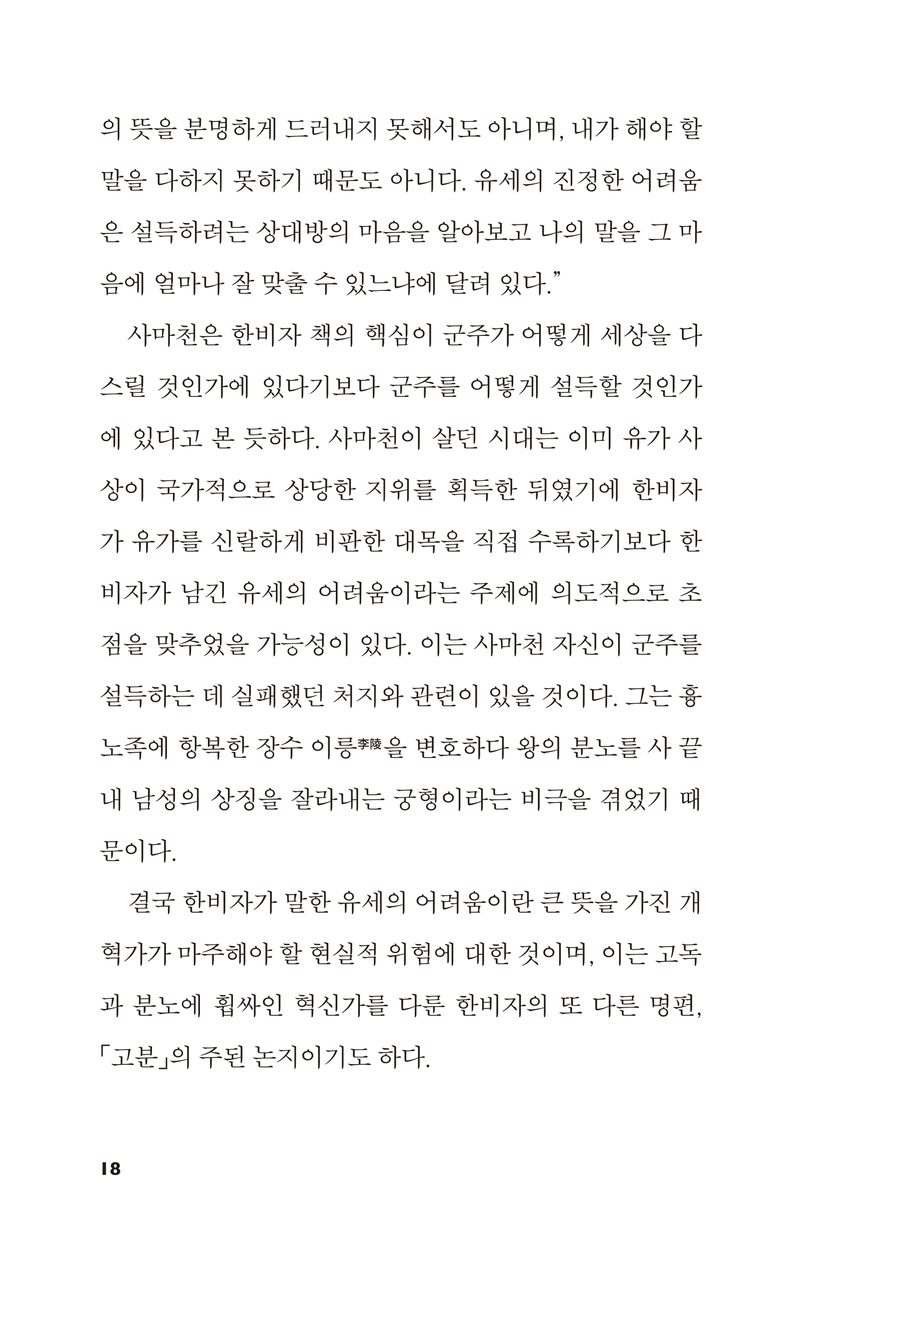 의 뜻을 분명하게 드러내지 못해서도 아니며, 내가 해야 할
말을 다하지 못하기 때문도 아니다. 유세의 진정한 어려움
은 설득하려는 상대방의 마음을 알아보고 나의 말을 그 마
음에 얼마나 잘 맞출 수 있느냐에 달려 있다.”
사마천은 한비자 책의 핵심이 군주가 어떻게 세상을 다
스릴 것인가에 있다기보다 군주를 어떻게 설득할 것인가
에 있다고 본 듯하다. 사마천이 살던 시대는 이미 유가 사
상이 국가적으로 상당한 지위를 획득한 뒤였기에 한비자
가 유가를 신랄하게 비판한 대목을 직접 수록하기보다 한
비자가 남긴 유세의 어려움이라는 주제에 의도적으로 초
점을 맞추었을 가능성이 있다. 이는 사마천 자신이 군주를
설득하는 데 실패했던 처지와 관련이 있을 것이다. 그는 흉
노족에 항복한 장수 이릉李陵을 변호하다 왕의 분노를 사 끝
내 남성의 상징을 잘라내는 궁형이라는 비극을 겪었기 때
문이다.
결국 한비자가 말한 유세의 어려움이란 큰 뜻을 가진 개
혁가가 마주해야 할 현실적 위험에 대한 것이며, 이는 고독
과 분노에 휩싸인 혁신가를 다룬 한비자의 또 다른 명편,
「고분」의 주된 논지이기도 하다.
18